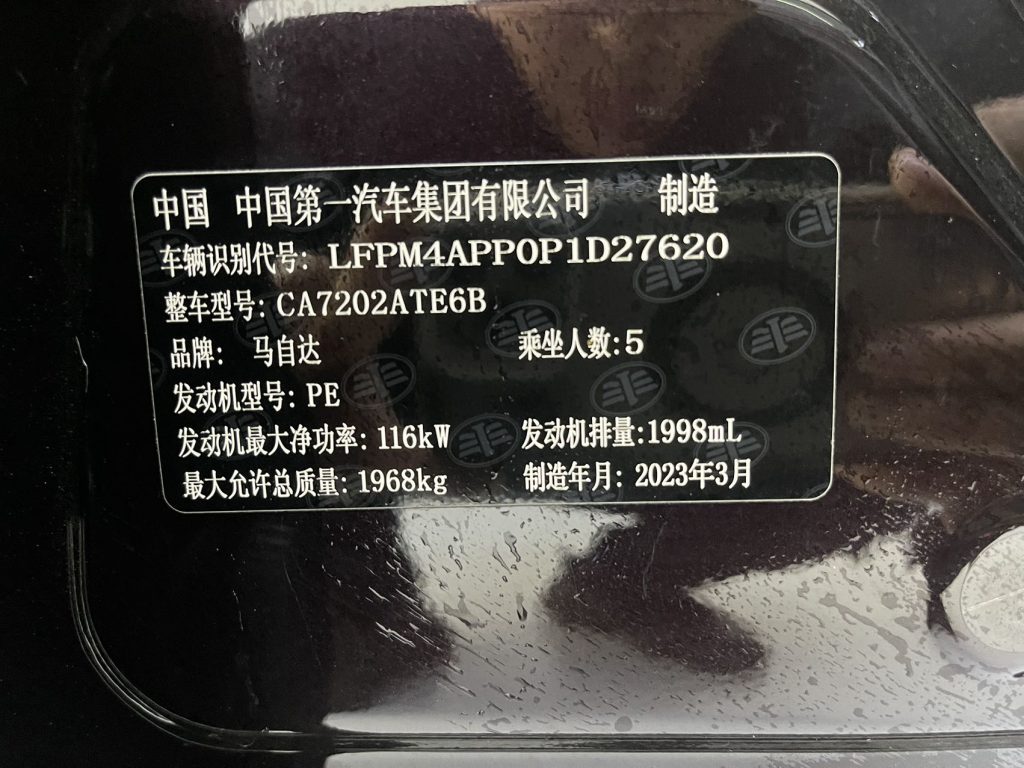 中国 中国第一汽车集团有限公司 制造
车辆识别代号: LFPM4APP0P1D27620
整车型号: CA7202ATE6B
品牌: 马自达 乘坐人数:5
发动机型号: PE
发动机最大净功率: 116kW 发动机排量:1998mL
最大允许总质量: 1968kg 制造年月: 2023年3月